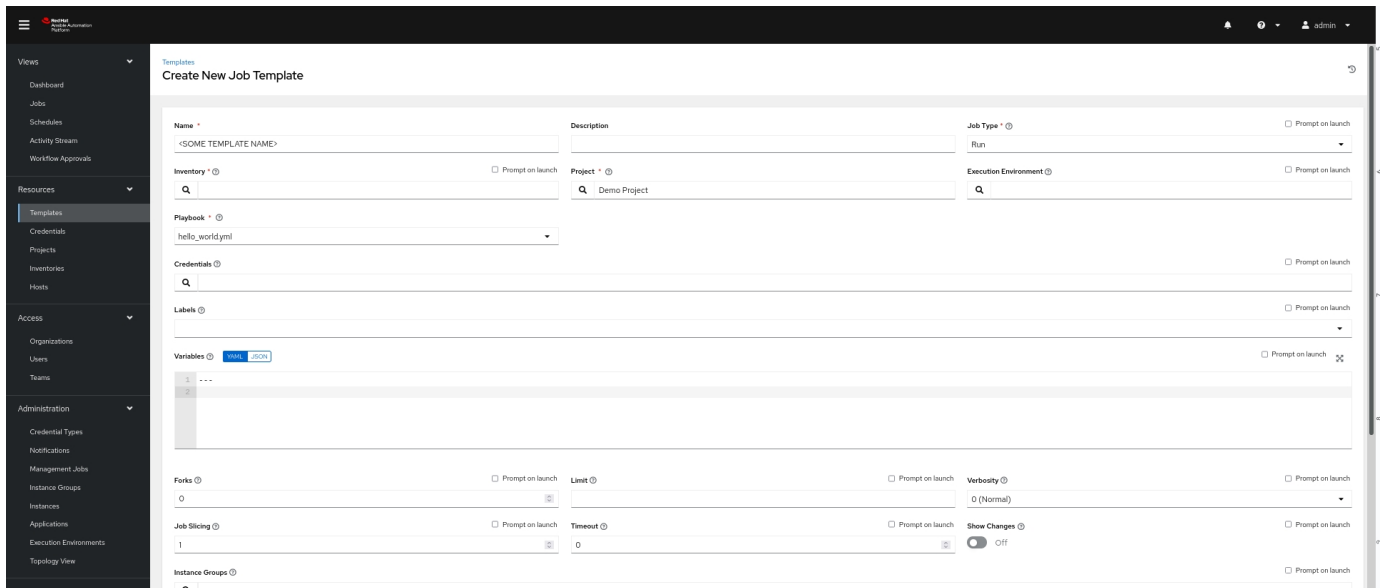 Red Hat
Ansible Automation
Platform
admin
Views
Dashboard
Jobs
Schedules
Activity Stream
Workflow Approvals
Resources
Templates
Credentials
Projects
Inventories
Hosts
Access
Organizations
Users
Teams
Administration
Credential Types
Notifications
Management Jobs
Instance Groups
Instances
Applications
Execution Environments
Topology View
Templates
Create New Job Template
Name *
Description
Job Type * Prompt on launch
<SOME TEMPLATE NAME>
Run
Inventory * Prompt on launch
Project *
Execution Environment Prompt on launch
Demo Project
Playbook *
hello_world.yml
Credentials Prompt on launch
Labels Prompt on launch
Variables YAML JSON Prompt on launch
1 ---
2
Forks Prompt on launch
Limit Prompt on launch
Verbosity Prompt on launch
0
0 (Normal)
Job Slicing Prompt on launch
Timeout Prompt on launch
Show Changes Prompt on launch
1
0
Off
Instance Groups Prompt on launch